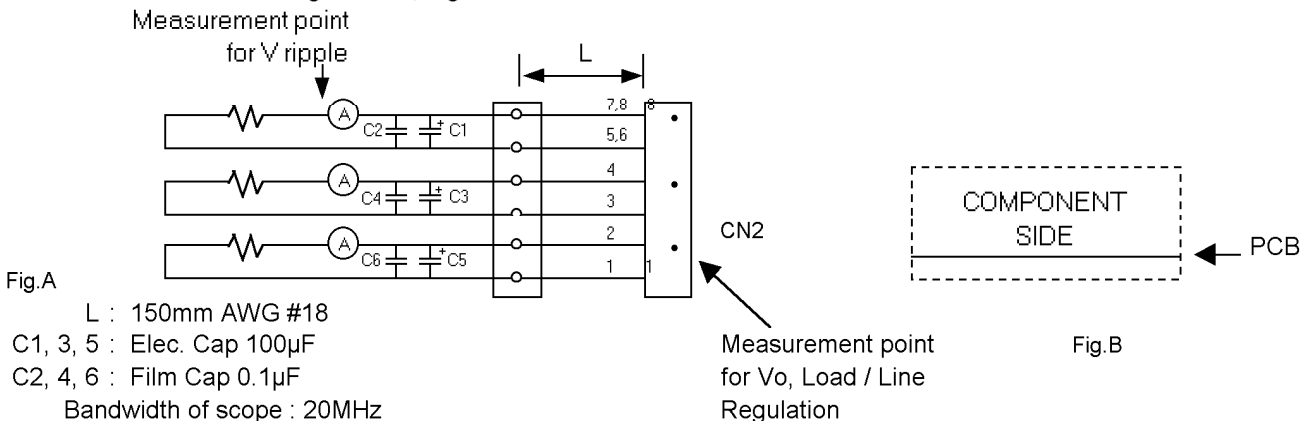 Measurement point
for V ripple
L
7,8
8
A
C2
+
C1
5,6
4
A
C4
+
C3
3
2
A
C6
+
C5
1
1
CN2
COMPONENT
SIDE
PCB
Fig.A
L : 150mm AWG #18
C1, 3, 5 : Elec. Cap 100µF
C2, 4, 6 : Film Cap 0.1µF
Bandwidth of scope : 20MHz
Measurement point
for Vo, Load / Line
Regulation
Fig.B